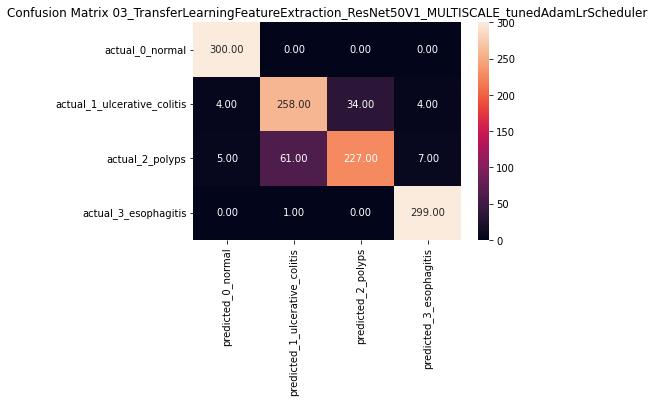 Confusion Matrix 03_TransferLearningFeatureExtraction_ResNet50V1_MULTISCALE_tunedAdamLrScheduler
actual_0_normal 300.00 0.00 0.00 0.00
actual_1_ulcerative_colitis 4.00 258.00 34.00 4.00
actual_2_polyps 5.00 61.00 227.00 7.00
actual_3_esophagitis 0.00 1.00 0.00 299.00
300
250
200
150
100
50
0
predicted_0_normal
predicted_1_ulcerative_colitis
predicted_2_polyps
predicted_3_esophagitis